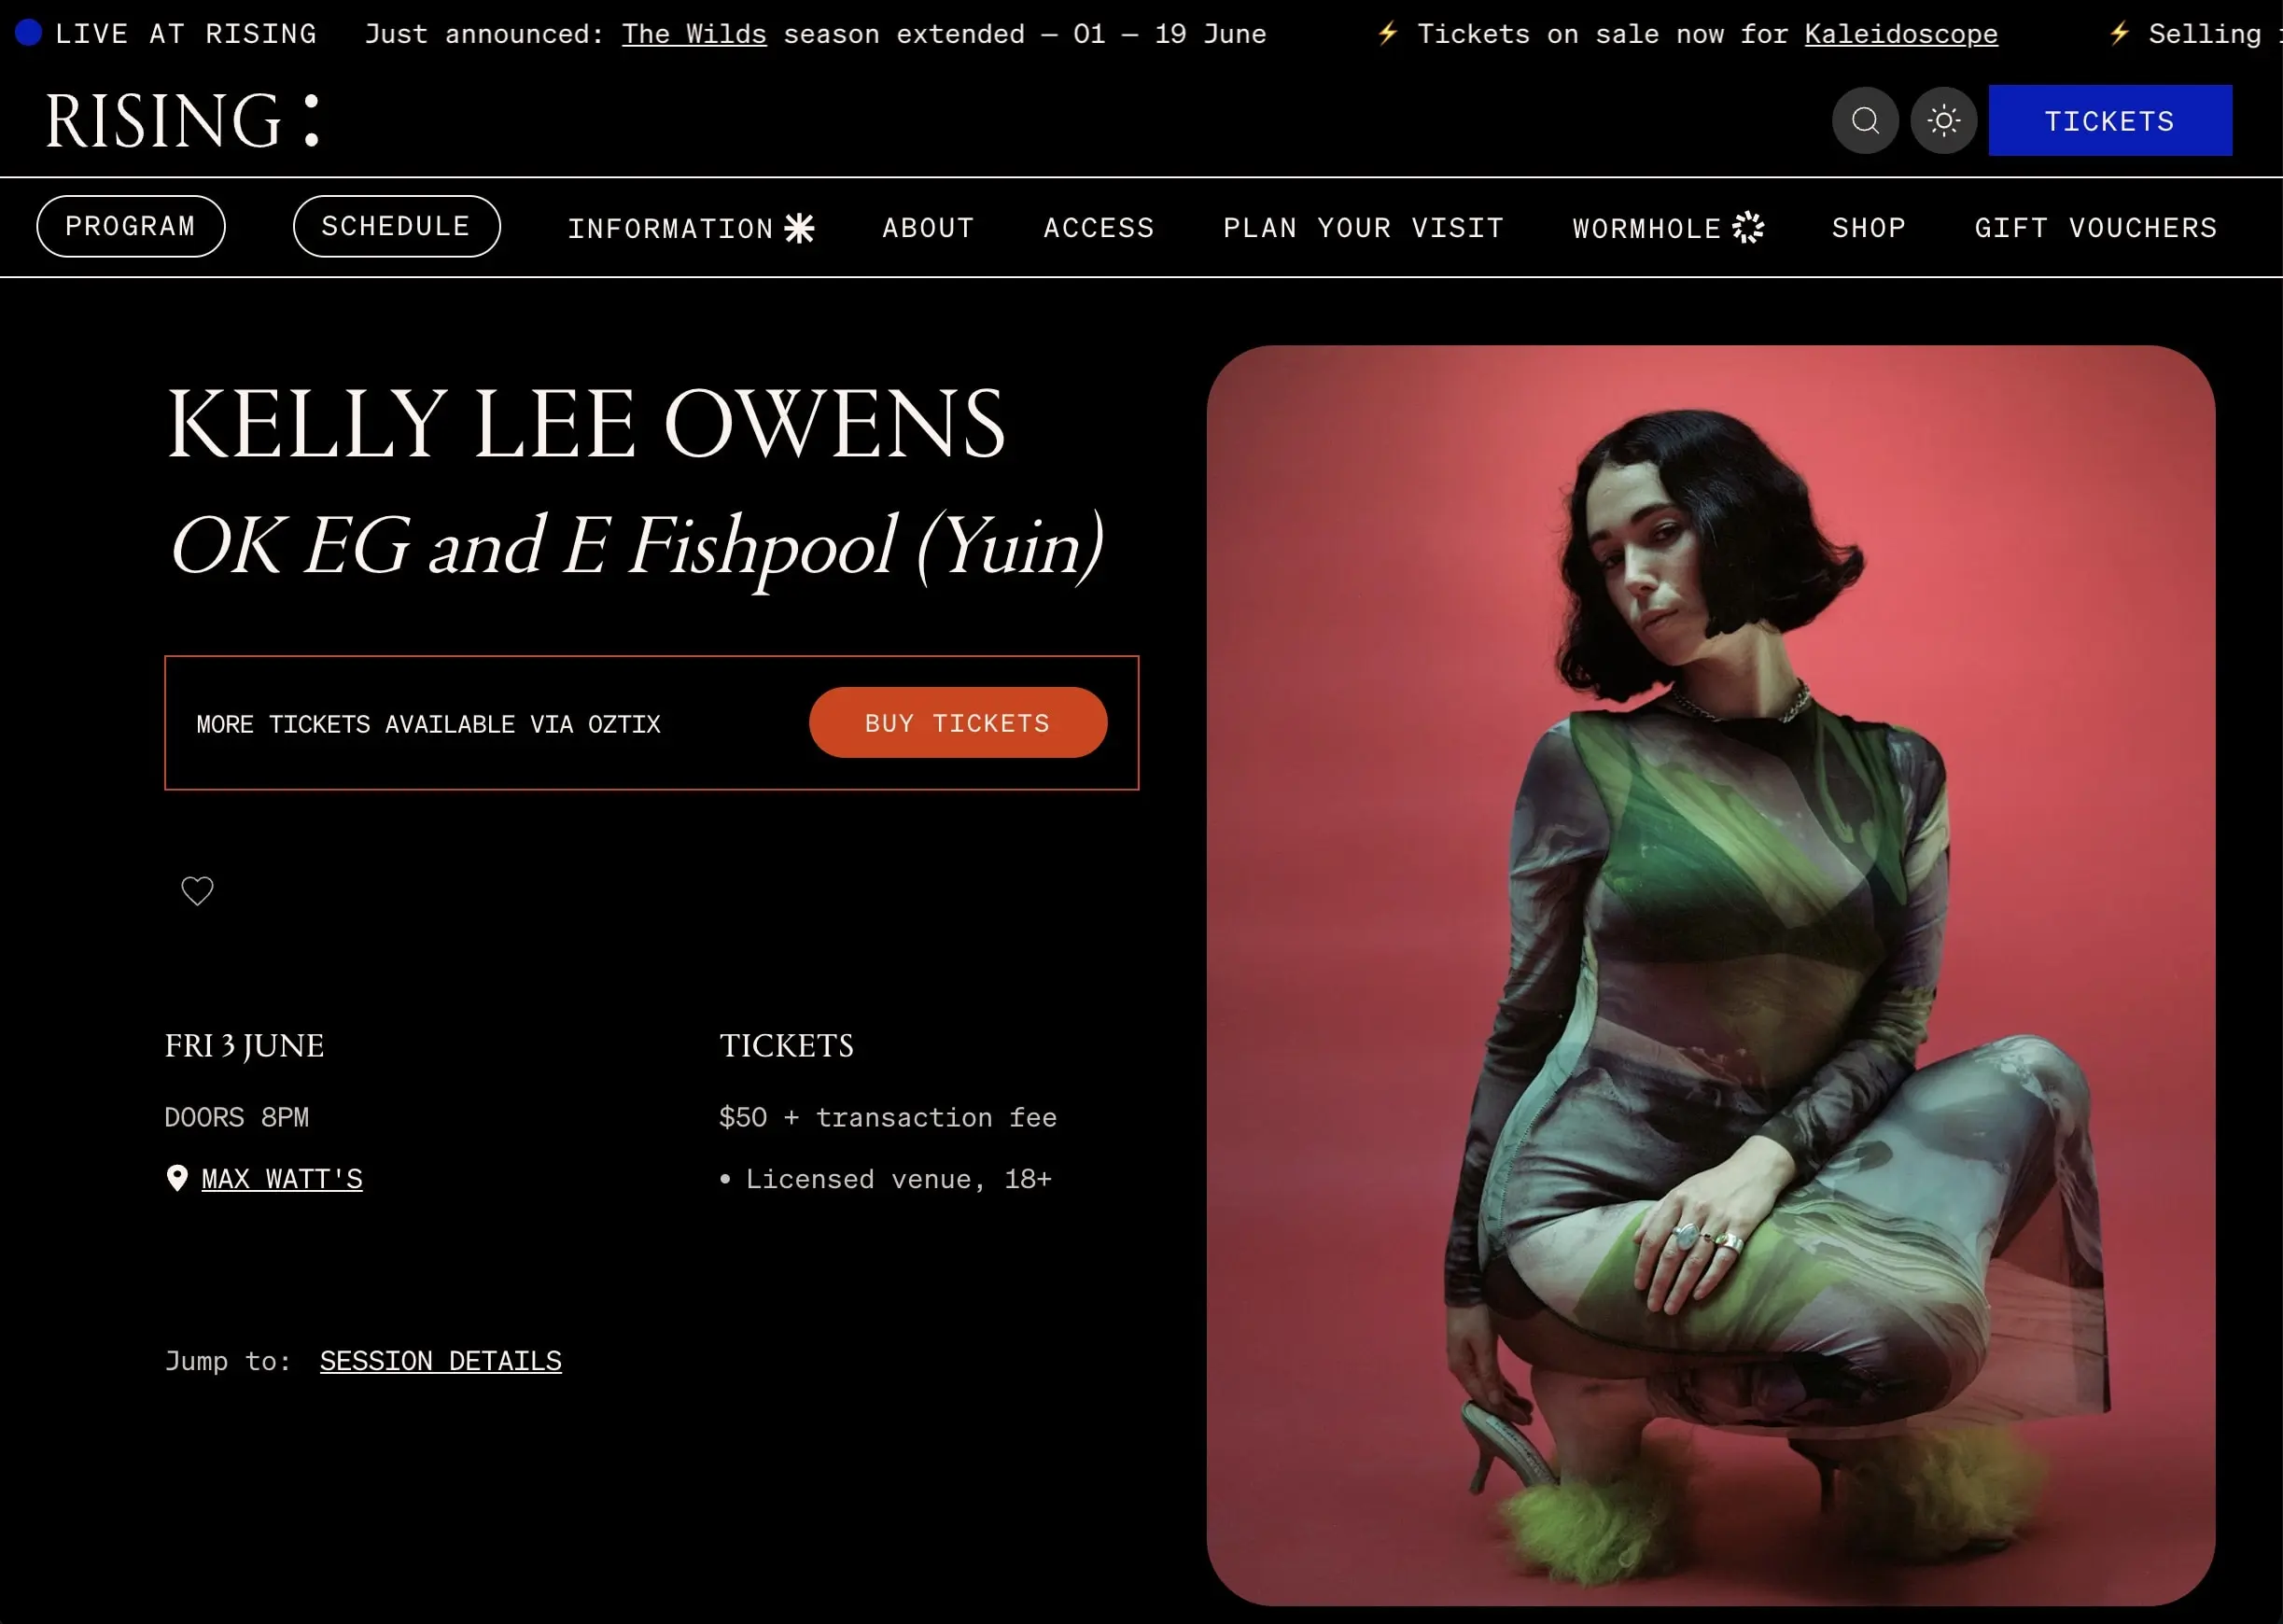 LIVE AT RISING Just announced: The Wilds season extended — 01 — 19 June ⚡ Tickets on sale now for Kaleidoscope ⚡ Selling
RISING :
TICKETS
PROGRAM SCHEDULE INFORMATION ABOUT ACCESS PLAN YOUR VISIT WORMHOLE SHOP GIFT VOUCHERS
KELLY LEE OWENS
OK EG and E Fishpool (Yuin)
MORE TICKETS AVAILABLE VIA OZTIX
BUY TICKETS
FRI 3 JUNE
DOORS 8PM
MAX WATT'S
TICKETS
$50 + transaction fee
• Licensed venue, 18+
Jump to: SESSION DETAILS